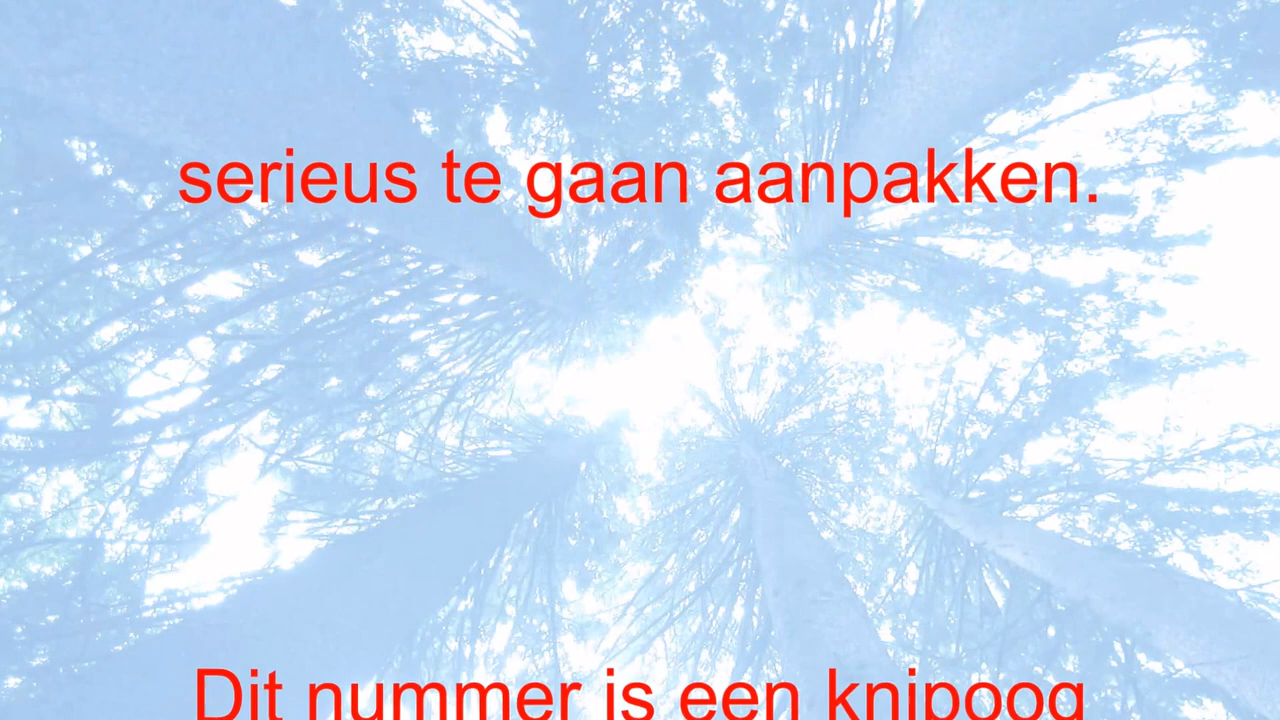 serieus te gaan aanpakken.
Dit nummer is een knipoog